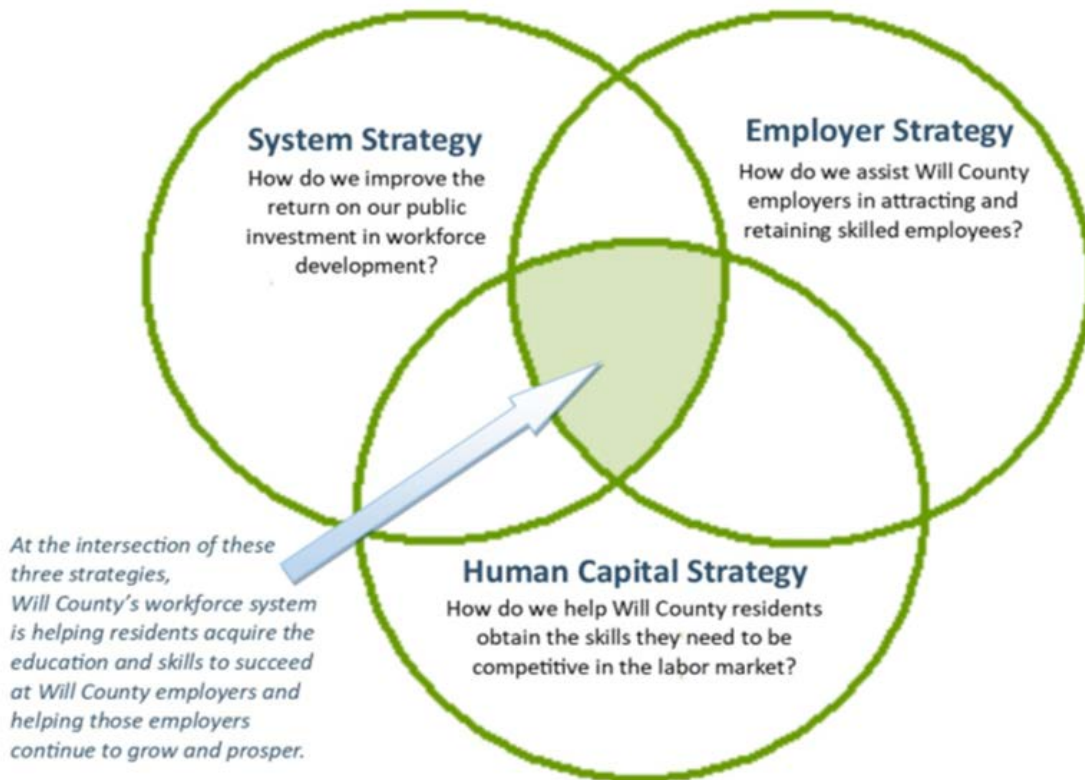 System Strategy
How do we improve the
return on our public
investment in workforce
development?
Employer Strategy
How do we assist Will County
employers in attracting and
retaining skilled employees?
Human Capital Strategy
How do we help Will County residents
obtain the skills they need to be
competitive in the labor market?
At the intersection of these
three strategies,
Will County's workforce system
is helping residents acquire the
education and skills to succeed
at Will County employers and
helping those employers
continue to grow and prosper.